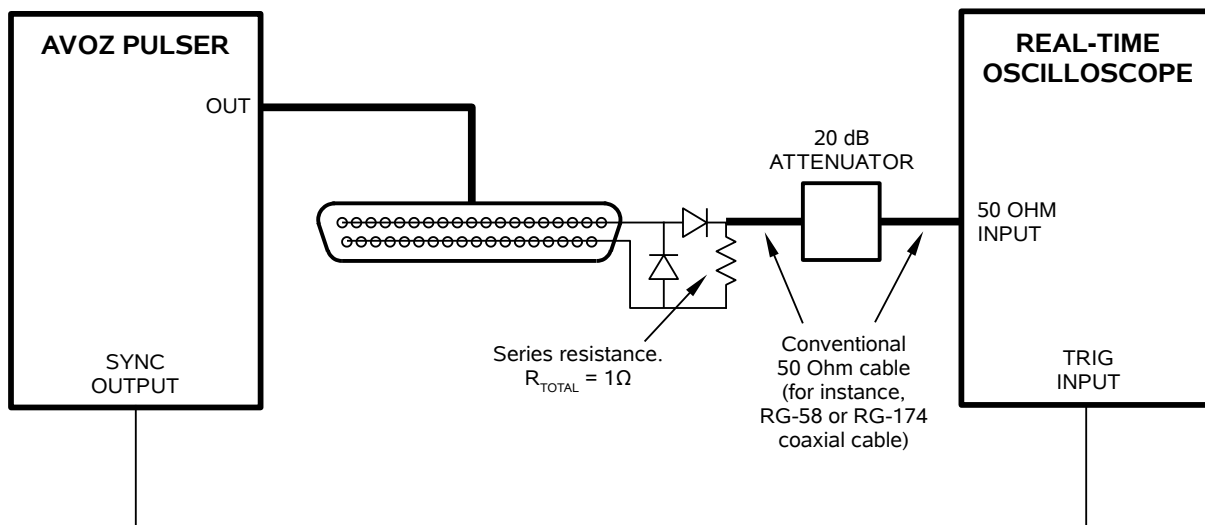 AVOZ PULSER
OUT
SYNC
OUTPUT
Series resistance.
R_TOTAL = 1Ω
20 dB
ATTENUATOR
Conventional
50 Ohm cable
(for instance,
RG-58 or RG-174
coaxial cable)
REAL-TIME
OSCILLOSCOPE
50 OHM
INPUT
TRIG
INPUT